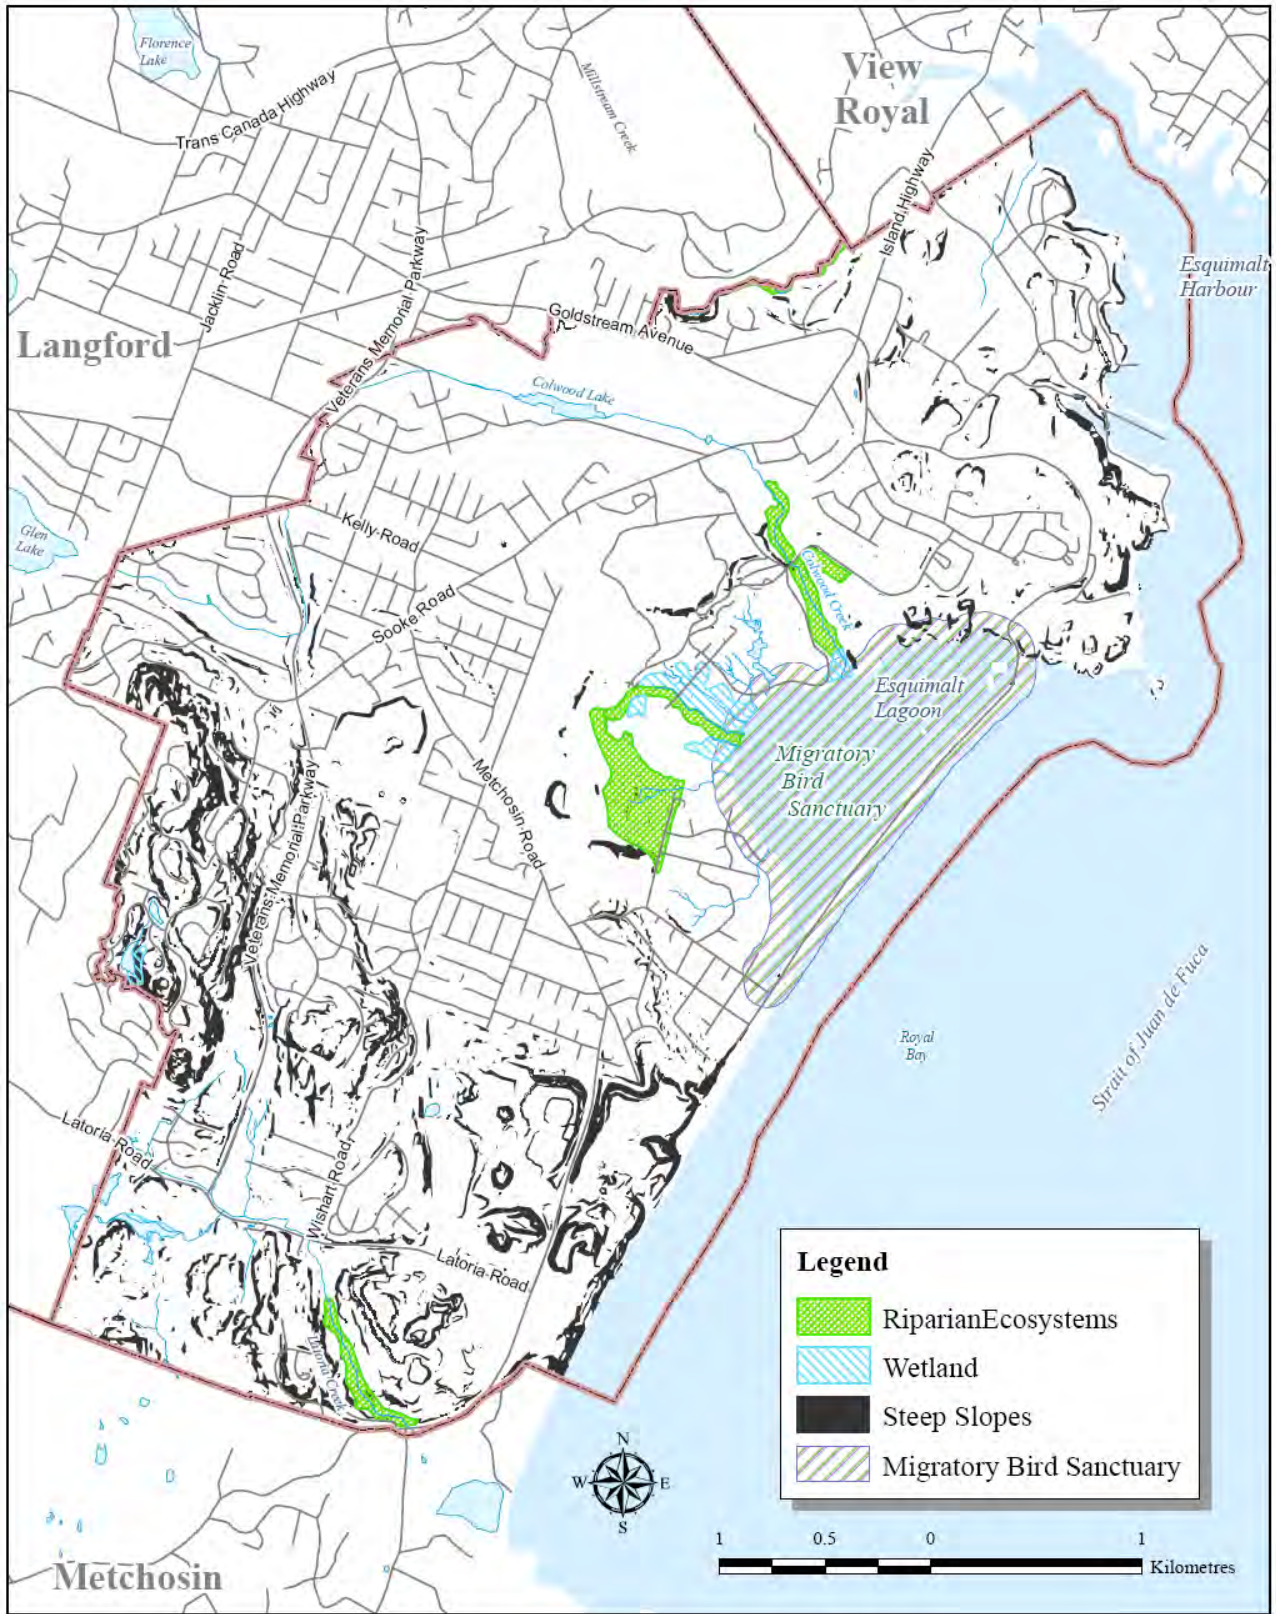 Florence
Lake
Trans Canada Highway
Millstream Creek
View
Royal
Island Highway
Esquimalt
Harbour
Jacklin Road
Veterans Memorial Parkway
Langford
Goldstream Avenue
Colwood Lake
Glen
Lake
Kelly Road
Sooke Road
Colwood Creek
Esquimalt
Lagoon
Migratory
Bird
Sanctuary
Metchosin Road
Veterans Memorial Parkway
Royal
Bay
Strait of Juan de Fuca
Latoria Road
Wishart Road
Latoria Road
Latoria Creek
Metchosin
Legend
RiparianEcosystems
Wetland
Steep Slopes
Migratory Bird Sanctuary
N
W E
S
1 0.5 0 1
Kilometres